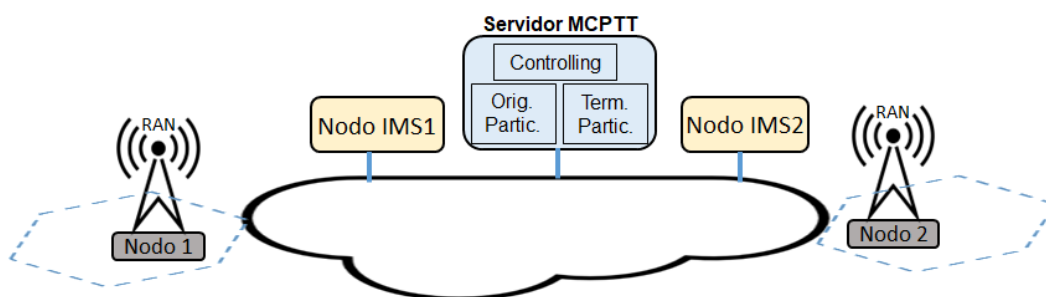 Servidor MCPTT
Controlling
Orig.
Partic.
Term.
Partic.
Nodo IMS1
Nodo IMS2
RAN
RAN
Nodo 1
Nodo 2